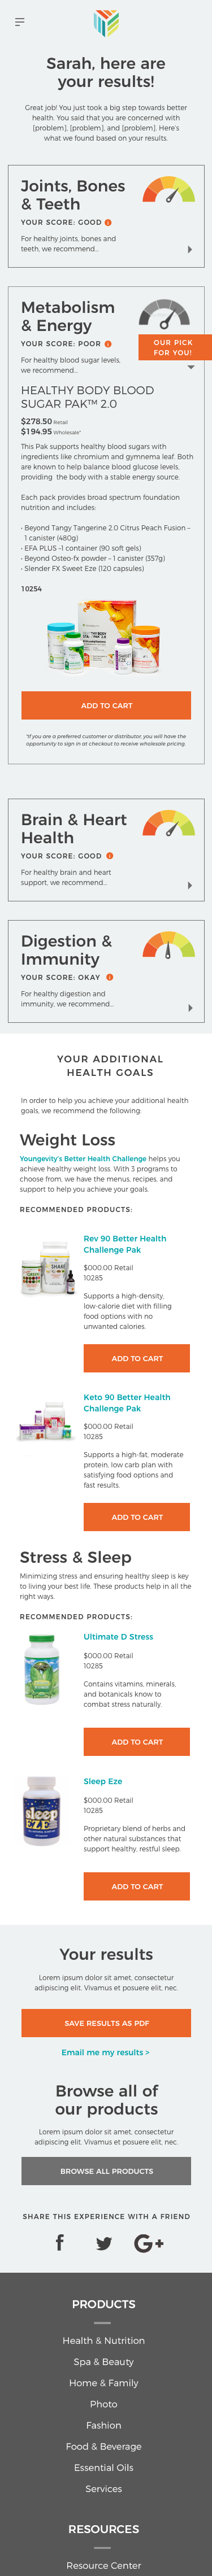 Sarah, here are
your results!
Great job! You just took a big step towards better
health. You said that you are concerned with
[problem], [problem], and [problem]. Here's
what we found based on your results.
Joints, Bones
& Teeth
YOUR SCORE: GOOD
For healthy joints, bones and
teeth, we recommend...
Metabolism
& Energy
YOUR SCORE: POOR
OUR PICK
FOR YOU!
For healthy blood sugar levels,
we recommend...
HEALTHY BODY BLOOD
SUGAR PAK™ 2.0
$278.50 Retail
$194.95 Wholesale*
This Pak supports healthy blood sugars with
ingredients like chromium and gymnema leaf. Both
are known to help balance blood glucose levels,
providing the body with a stable energy source.
Each pack provides broad spectrum foundation
nutrition and includes:
• Beyond Tangy Tangerine 2.0 Citrus Peach Fusion –
1 canister (480g)
• EFA PLUS –1 container (90 soft gels)
• Beyond Osteo-fx powder – 1 canister (357g)
• Slender FX Sweet Eze (120 capsules)
10254
ADD TO CART
*If you are a preferred customer or distributor, you will have the
opportunity to sign in at checkout to receive wholesale pricing.
Brain & Heart
Health
YOUR SCORE: GOOD
For healthy brain and heart
support, we recommend...
Digestion &
Immunity
YOUR SCORE: OKAY
For healthy digestion and
immunity, we recommend...
YOUR ADDITIONAL
HEALTH GOALS
In order to help you achieve your additional health
goals, we recommend the following:
Weight Loss
Youngevity's Better Health Challenge helps you
achieve healthy weight loss. With 3 programs to
choose from, we have the menus, recipes, and
support to help you achieve your goals.
RECOMMENDED PRODUCTS:
Rev 90 Better Health
Challenge Pak
$000.00 Retail
10285
Supports a high-density,
low-calorie diet with filling
food options with no
unwanted calories.
ADD TO CART
Keto 90 Better Health
Challenge Pak
$000.00 Retail
10285
Supports a high-fat, moderate
protein, low carb plan with
satisfying food options and
fast results.
ADD TO CART
Stress & Sleep
Minimizing stress and ensuring healthy sleep is key
to living your best life. These products help in all the
right ways.
RECOMMENDED PRODUCTS:
Ultimate D Stress
$000.00 Retail
10285
Contains vitamins, minerals,
and botanicals know to
combat stress naturally.
ADD TO CART
Sleep Eze
$000.00 Retail
10285
Proprietary blend of herbs and
other natural substances that
support healthy, restful sleep.
sleep
EZE
ADD TO CART
Your results
Lorem ipsum dolor sit amet, consectetur
adipiscing elit. Vivamus et posuere elit, nec.
SAVE RESULTS AS PDF
Email me my results >
Browse all of
our products
Lorem ipsum dolor sit amet, consectetur
adipiscing elit. Vivamus et posuere elit, nec.
BROWSE ALL PRODUCTS
SHARE THIS EXPERIENCE WITH A FRIEND
PRODUCTS
Health & Nutrition
Spa & Beauty
Home & Family
Photo
Fashion
Food & Beverage
Essential Oils
Services
RESOURCES
Resource Center